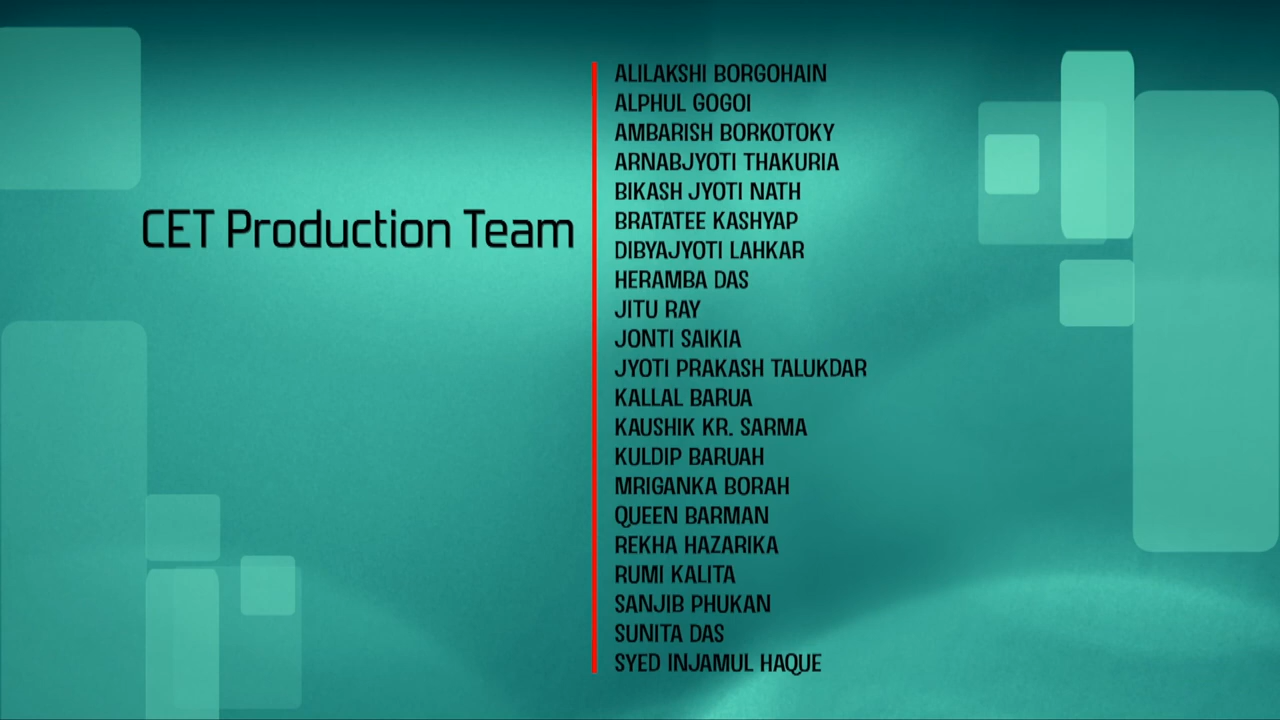 CET Production Team
ALILAKSHI BORGOHAIN
ALPHUL GOGOI
AMBARISH BORKOTOKY
ARNABJYOTI THAKURIA
BIKASH JYOTI NATH
BRATATEE KASHYAP
DIBYAJYOTI LAHKAR
HERAMBA DAS
JITU RAY
JONTI SAIKIA
JYOTI PRAKASH TALUKDAR
KALLAL BARUA
KAUSHIK KR. SARMA
KULDIP BARUAH
MRIGANKA BORAH
QUEEN BARMAN
REKHA HAZARIKA
RUMI KALITA
SANJIB PHUKAN
SUNITA DAS
SYED INJAMUL HAQUE